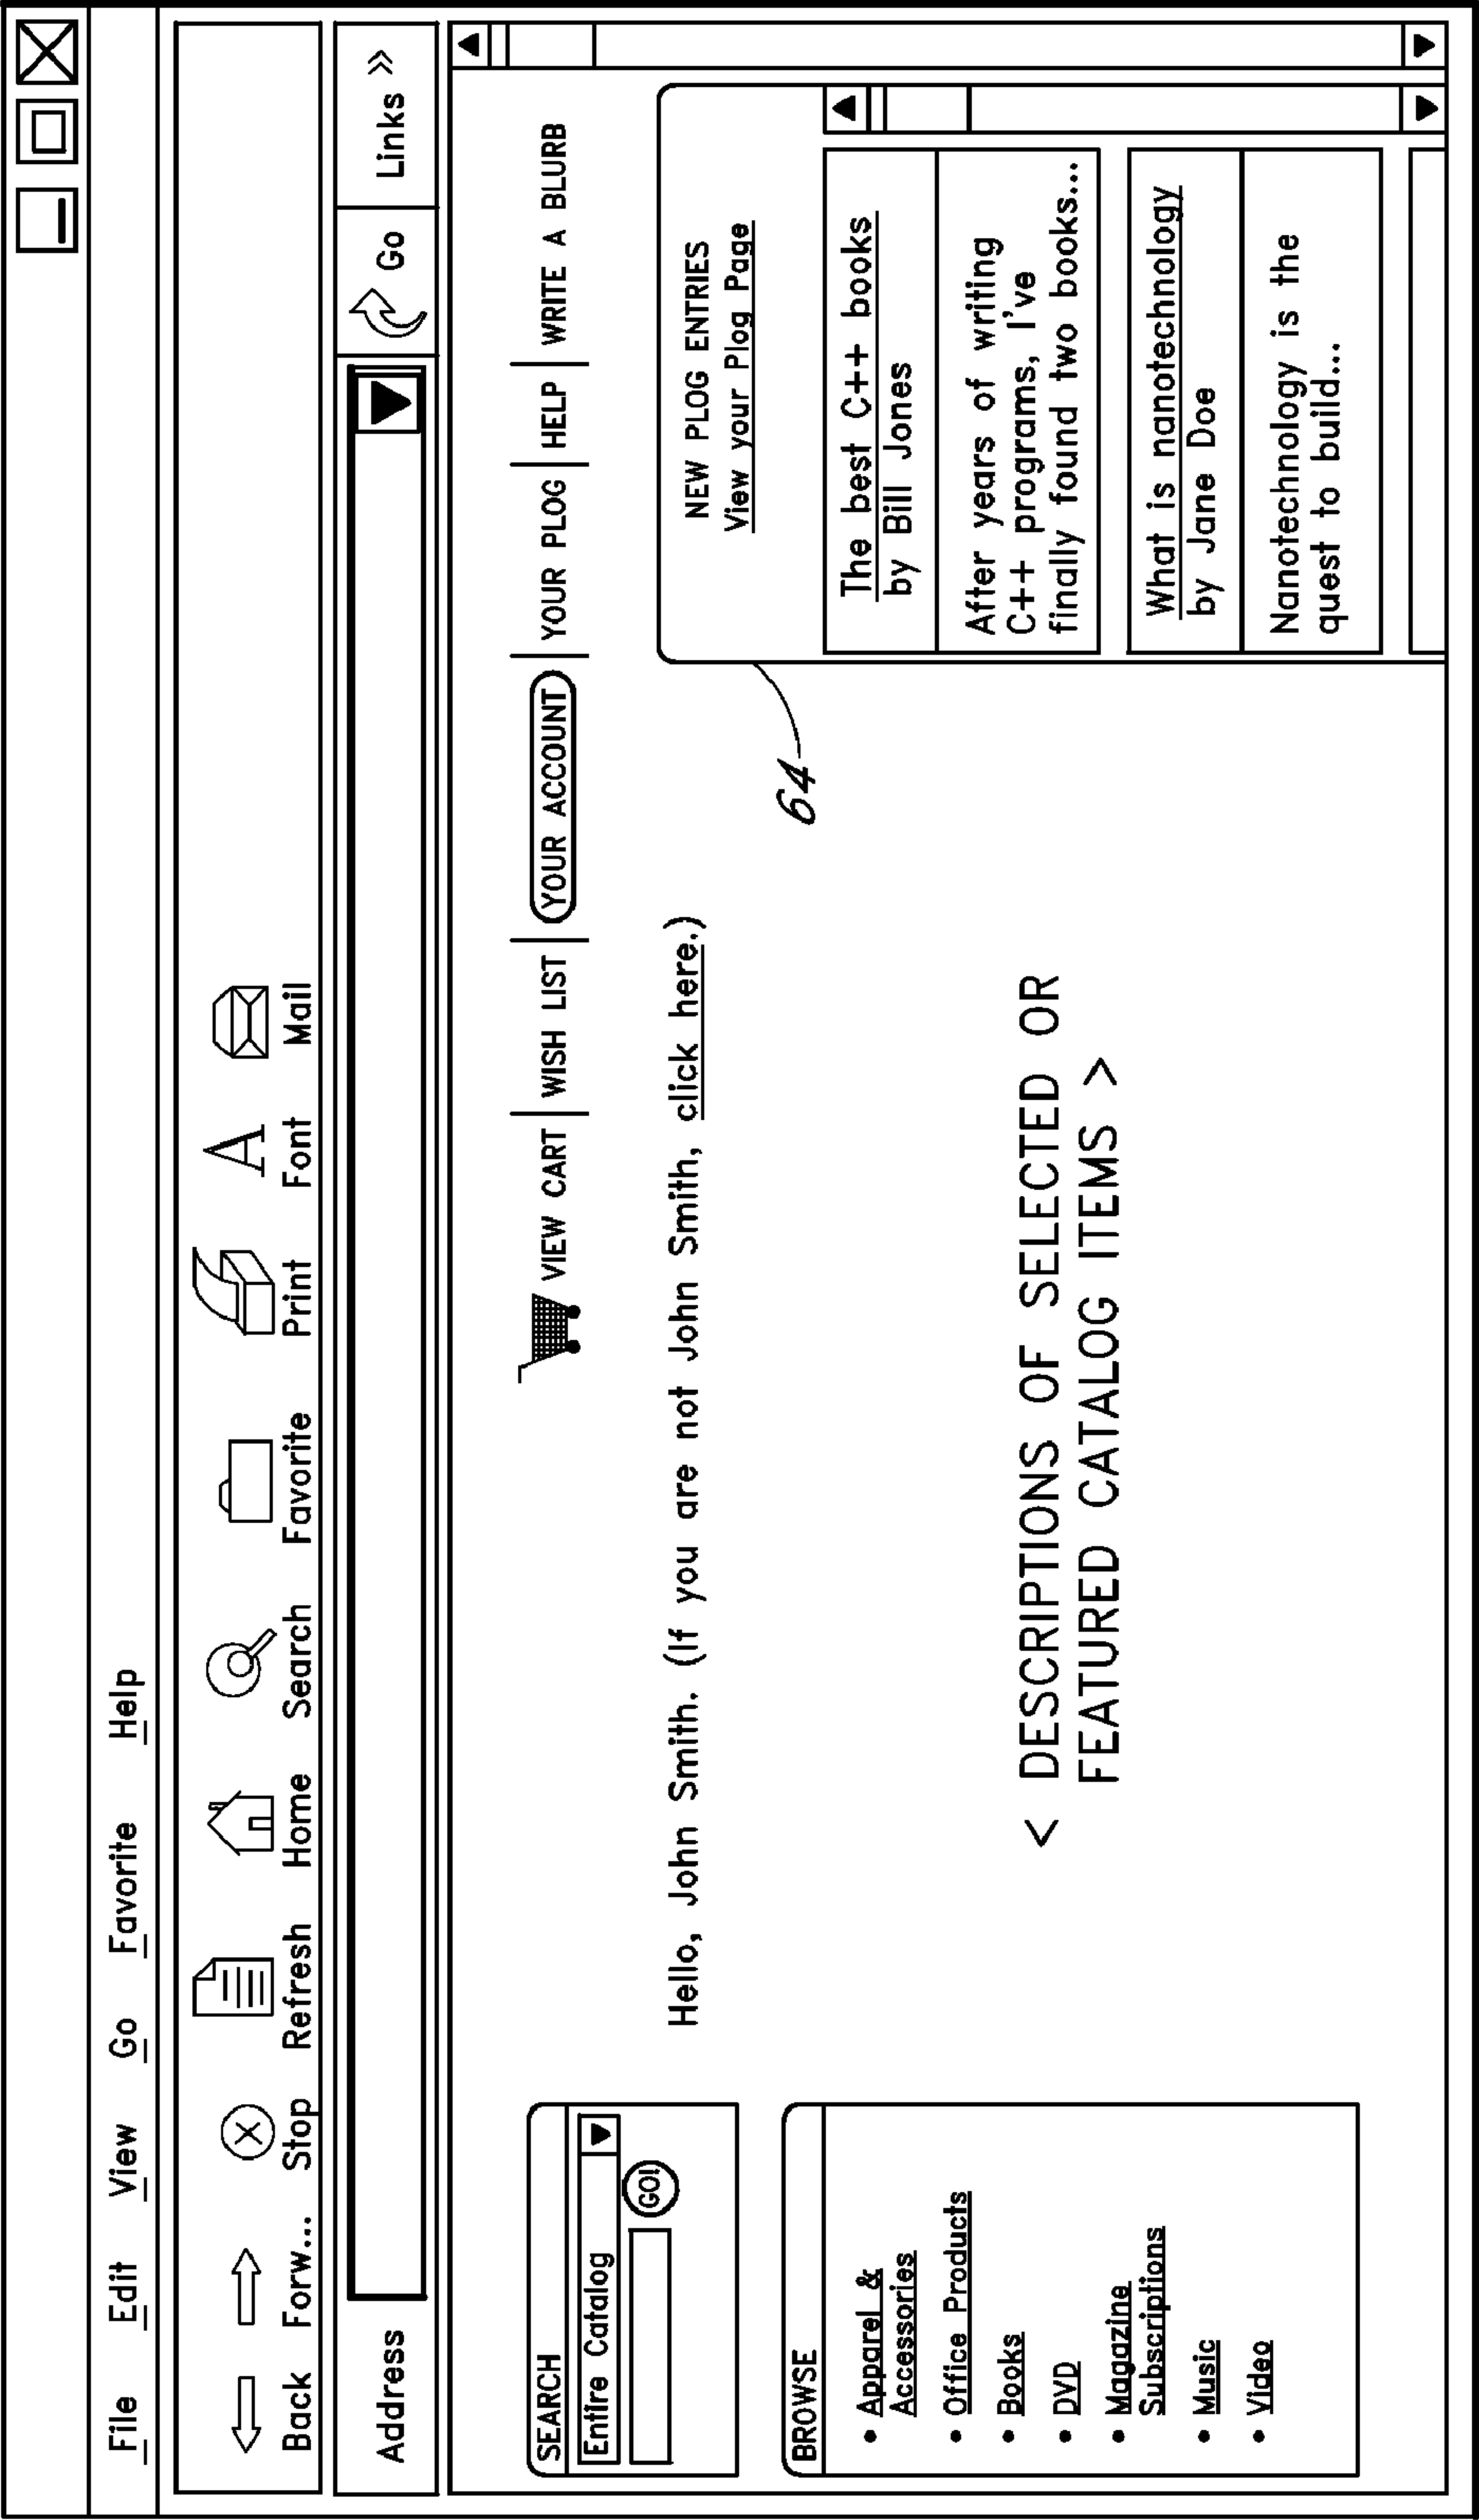 File Edit View Go Favorite Help
Back Forw... Stop Refresh Home Search Favorite Print Font Mail
Address Go Links »
VIEW CART | WISH LIST | YOUR ACCOUNT | YOUR PLOG | HELP | WRITE A BLURB
SEARCH
Entire Catalog
GO!
Hello, John Smith. (If you are not John Smith, click here.)
BROWSE
• Apparel &
Accessories
• Office Products
• Books
• DVD
• Magazine
Subscriptions
• Music
• Video
< DESCRIPTIONS OF SELECTED OR
FEATURED CATALOG ITEMS >
64
NEW PLOG ENTRIES
View your Plog Page
The best C++ books
by Bill Jones
After years of writing
C++ programs, I've
finally found two books...
What is nanotechnology
by Jane Doe
Nanotechnology is the
quest to build...